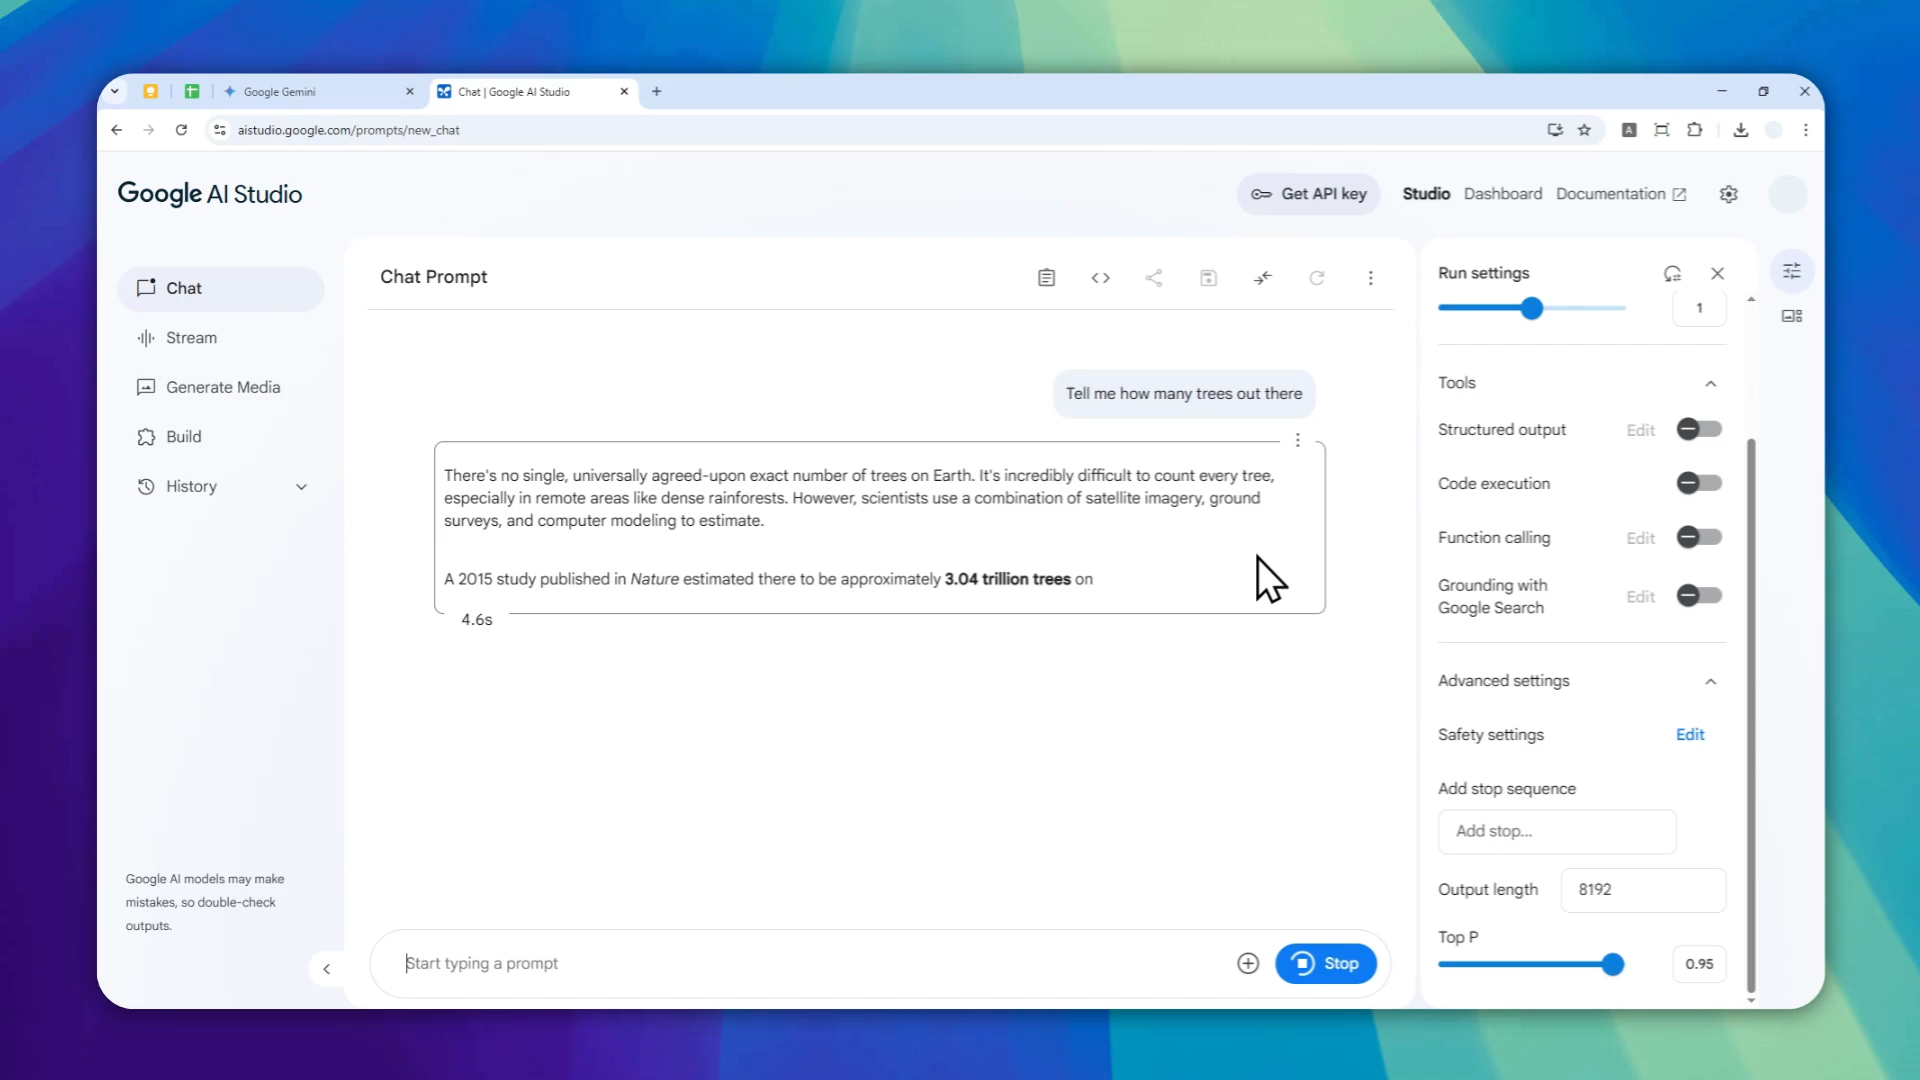 Google Gemini
Chat | Google AI Studio
aistudio.google.com/prompts/new_chat
A
Google AI Studio
Get API key
Studio
Dashboard
Documentation
Chat
Stream
Generate Media
Build
History
Google AI models may make
mistakes, so double-check
outputs.
Chat Prompt
Tell me how many trees out there
There's no single, universally agreed-upon exact number of trees on Earth. It's incredibly difficult to count every tree,
especially in remote areas like dense rainforests. However, scientists use a combination of satellite imagery, ground
surveys, and computer modeling to estimate.
A 2015 study published in Nature estimated there to be approximately 3.04 trillion trees on
4.6s
Start typing a prompt
Stop
Run settings
1
Tools
Structured output Edit
Code execution
Function calling Edit
Grounding with
Google Search Edit
Advanced settings
Safety settings Edit
Add stop sequence
Add stop...
Output length 8192
Top P
0.95